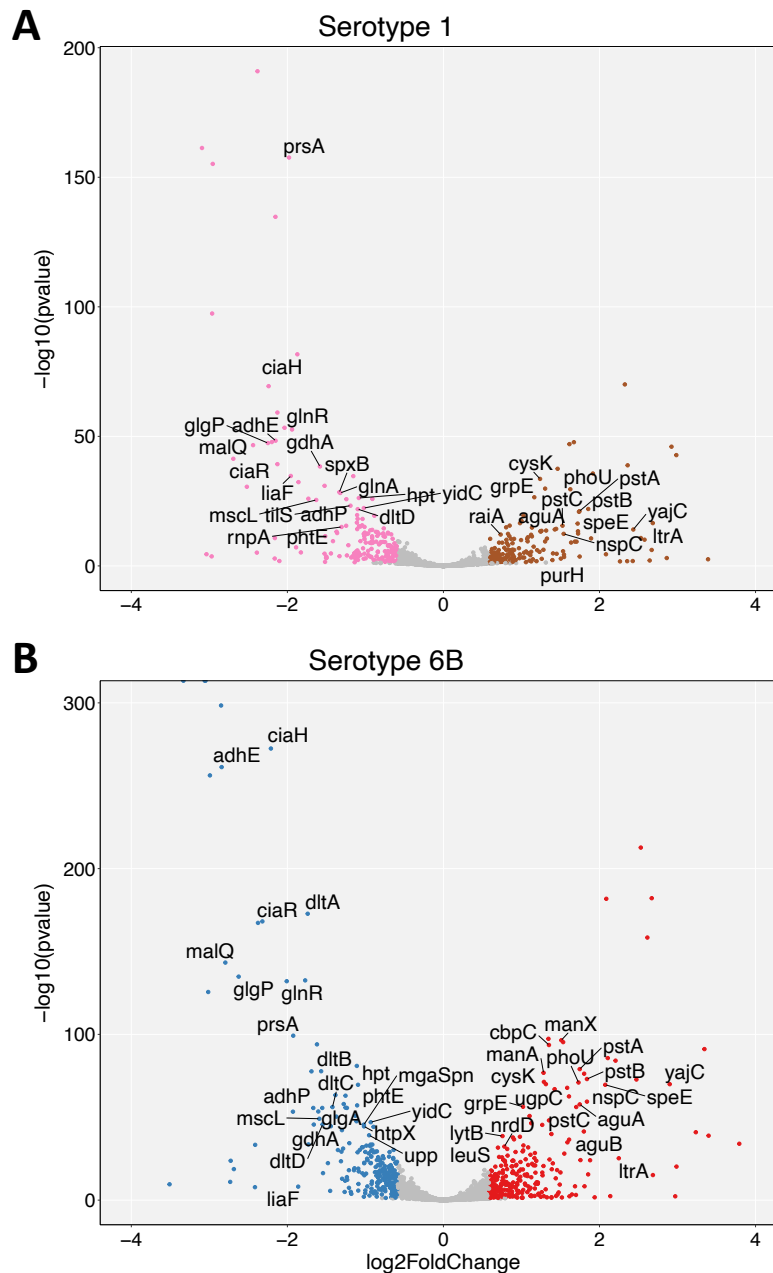 A
Serotype 1
200
150
100
50
0
−log10(pvalue)
prsA
ciaH
glgP adhE glnR
malQ gdhA
ciaR spxB
liaF glnA
mscL tilS adhP hpt yidC
rnpA phtE dltD
cysK phoU pstA
grpE pstC pstB
raiA aguA speE yajC
nspC ltrA
purH
−4 −2 0 2 4
B
Serotype 6B
300
200
100
0
−log10(pvalue)
ciaH
adhE
ciaR dltA
malQ
glgP glnR
prsA
dltB
hpt mgaSpn
dltC
adhP phtE
mscL glgA yidC
gdhA htpX
dltD upp
liaF
cbpC manX
manA phoU pstA
cysK pstB yajC
grpE ugpC nspC speE
lytB nrdD pstC aguA
leuS aguB
ltrA
−4 −2 0 2 4
log2FoldChange